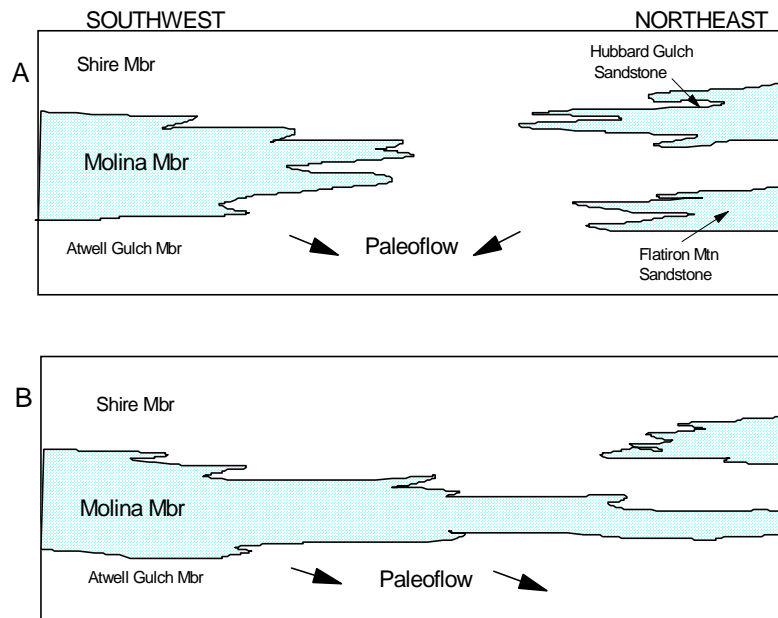 SOUTHWEST NORTHEAST
A
Shire Mbr
Hubbard Gulch
Sandstone
Molina Mbr
Atwell Gulch Mbr
Paleoflow
Flatiron Mtn
Sandstone
B
Shire Mbr
Molina Mbr
Atwell Gulch Mbr
Paleoflow